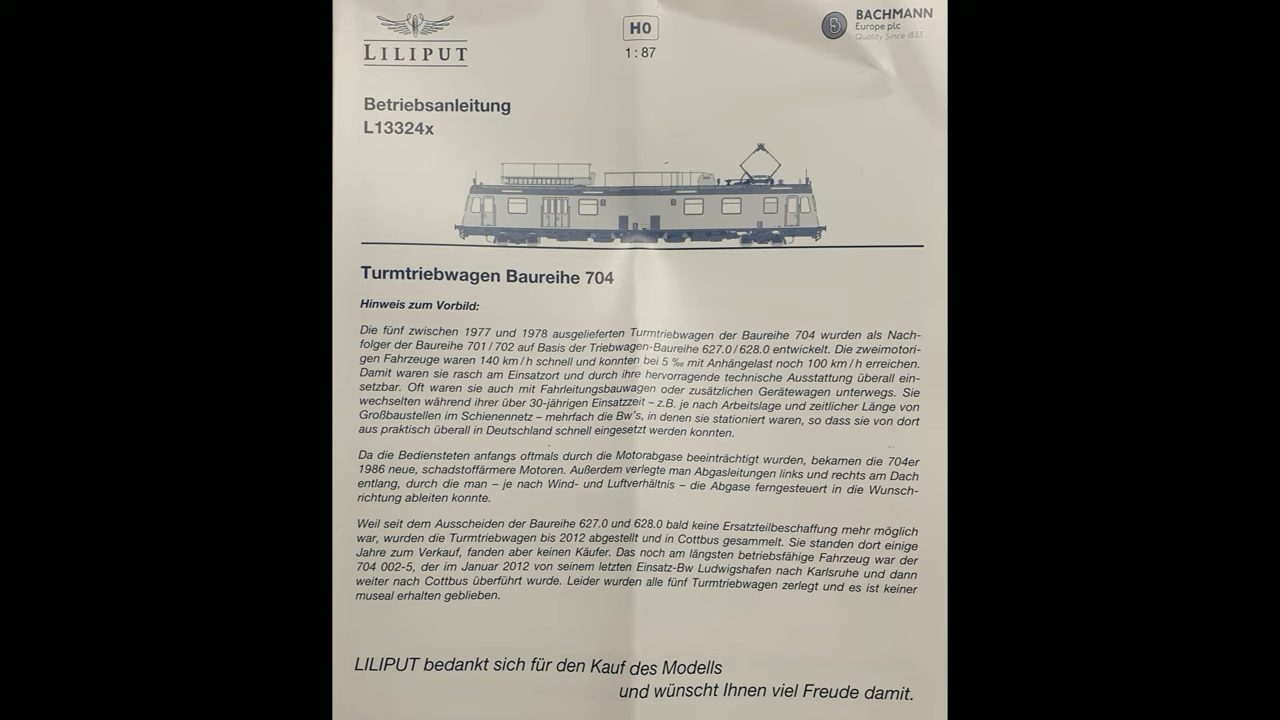 LILIPUT
H0
1:87
BACHMANN
Europe plc
Quality Since 1833
Betriebsanleitung
L13324x
Turmtriebwagen Baureihe 704
Hinweis zum Vorbild:
Die fünf zwischen 1977 und 1978 ausgelieferten Turmtriebwagen der Baureihe 704 wurden als Nach-
folger der Baureihe 701/702 auf Basis der Triebwagen-Baureihe 627.0/628.0 entwickelt. Die zweimotori-
gen Fahrzeuge waren 140 km/h schnell und konnten bei 5 ‰ mit Anhängelast noch 100 km/h erreichen.
Damit waren sie rasch am Einsatzort und durch ihre hervorragende technische Ausstattung überall ein-
setzbar. Oft waren sie auch mit Fahrleitungsbauwagen oder zusätzlichen Gerätewagen unterwegs. Sie
wechselten während ihrer über 30-jährigen Einsatzzeit – z.B. je nach Arbeitslage und zeitlicher Länge von
Großbaustellen im Schienennetz – mehrfach die Bw's, in denen sie stationiert waren, so dass sie von dort
aus praktisch überall in Deutschland schnell eingesetzt werden konnten.
Da die Bediensteten anfangs oftmals durch die Motorabgase beeinträchtigt wurden, bekamen die 704er
1986 neue, schadstoffärmere Motoren. Außerdem verlegte man Abgasleitungen links und rechts am Dach
entlang, durch die man – je nach Wind- und Luftverhältnis – die Abgase ferngesteuert in die Wunsch-
richtung ableiten konnte.
Weil seit dem Ausscheiden der Baureihe 627.0 und 628.0 bald keine Ersatzteilbeschaffung mehr möglich
war, wurden die Turmtriebwagen bis 2012 abgestellt und in Cottbus gesammelt. Sie standen dort einige
Jahre zum Verkauf, fanden aber keinen Käufer. Das noch am längsten betriebsfähige Fahrzeug war der
704 002-5, der im Januar 2012 von seinem letzten Einsatz-Bw Ludwigshafen nach Karlsruhe und dann
weiter nach Cottbus überführt wurde. Leider wurden alle fünf Turmtriebwagen zerlegt und es ist keiner
museal erhalten geblieben.
LILIPUT bedankt sich für den Kauf des Modells
und wünscht Ihnen viel Freude damit.